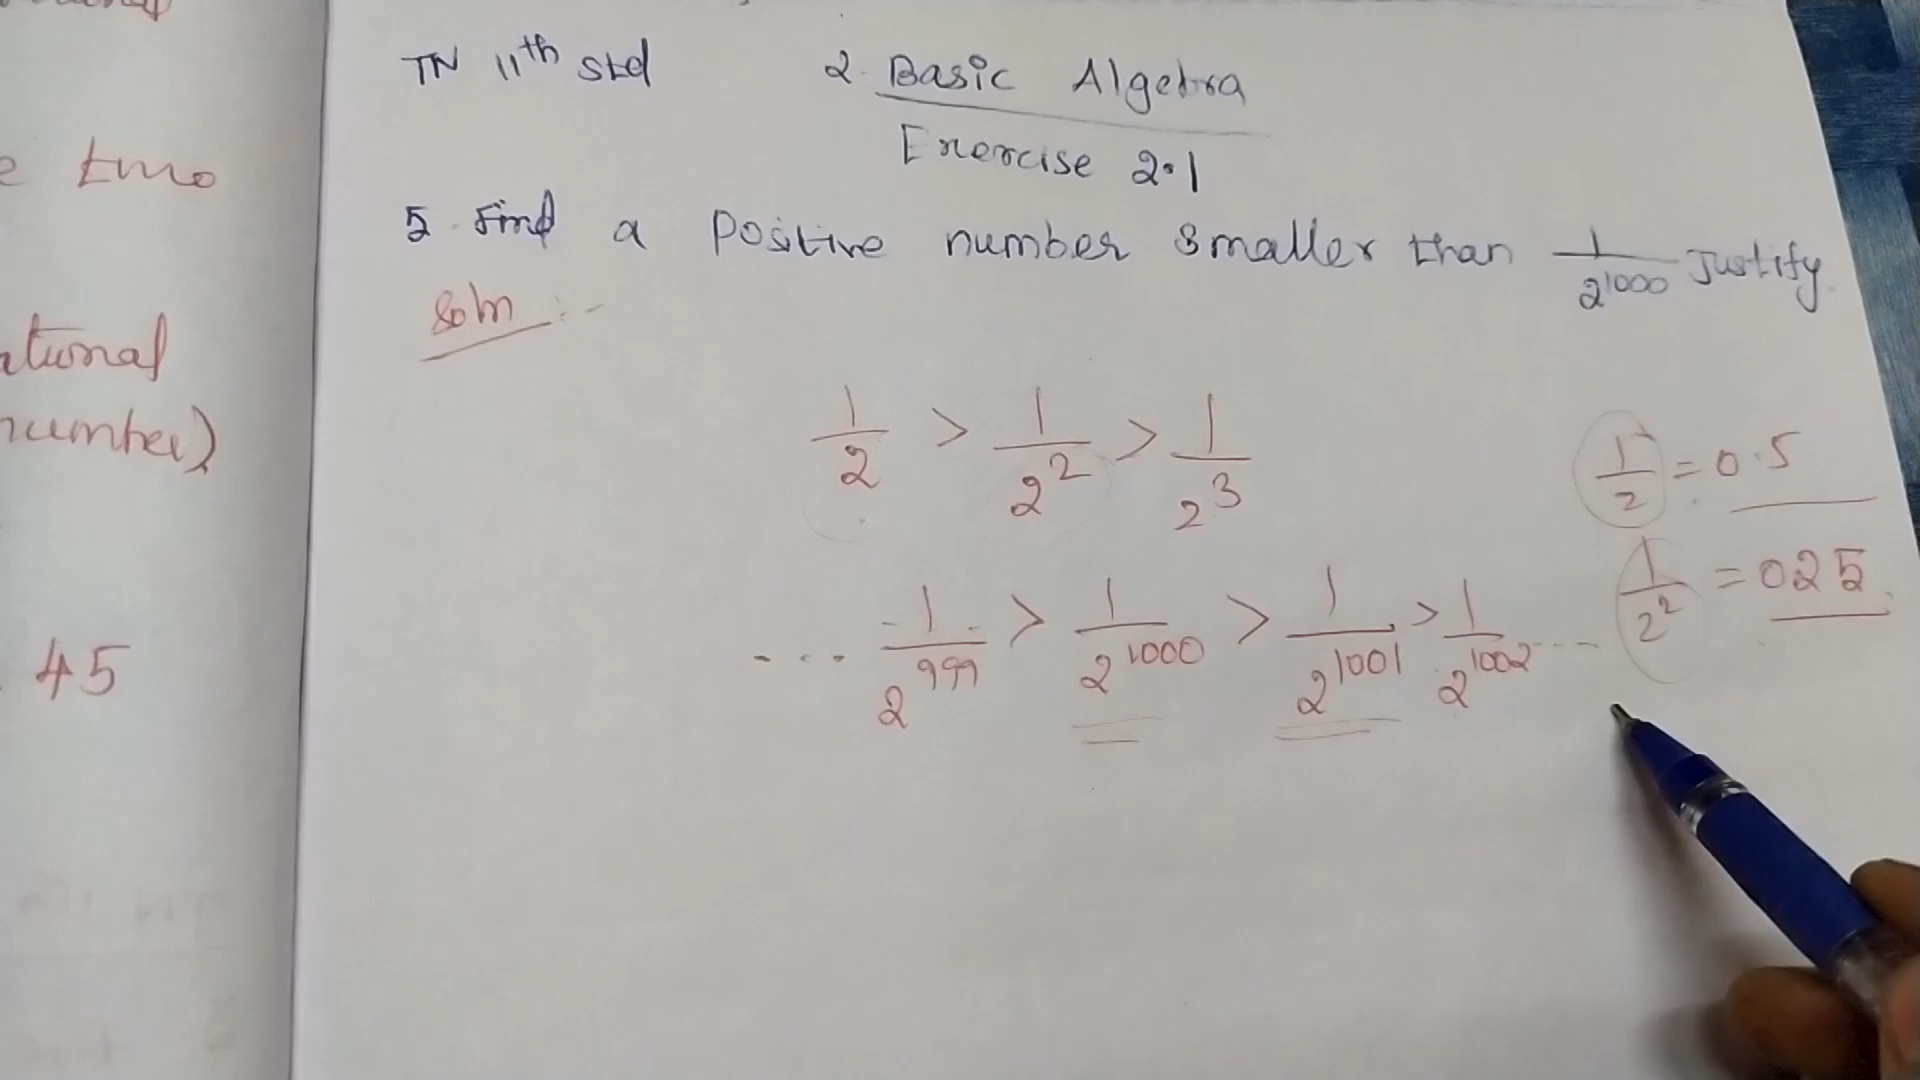 TN 11th Std 2. Basic Algebra
Exercise 2.1
5. Find a positive number smaller than 1/2^1000 Justify.
Soln :-
1/2 > 1/2^2 > 1/2^3
1/2 = 0.5
1/2^2 = 025
... 1/2^999 > 1/2^1000 > 1/2^1001 > 1/2^1002 ...
number)
45